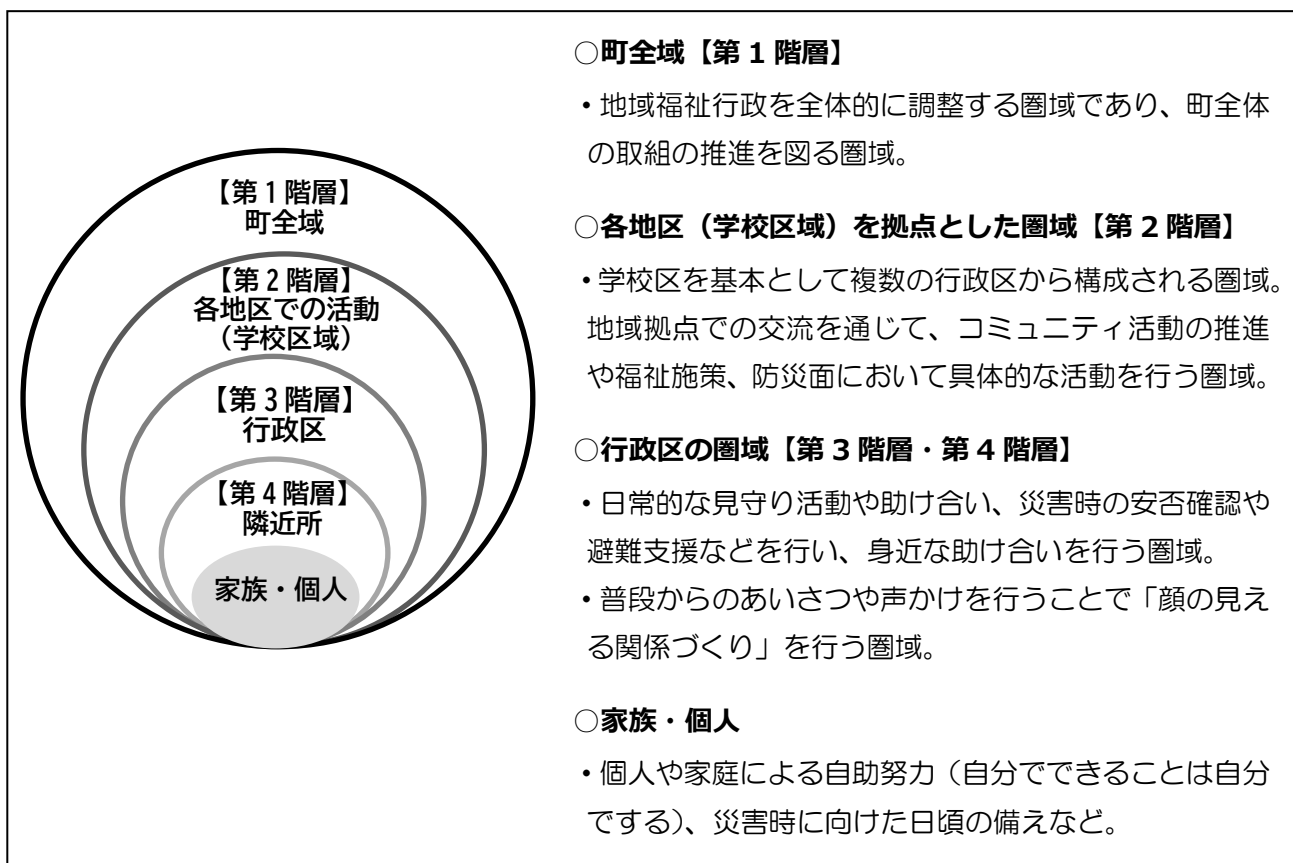 【第1階層】
町全域
【第2階層】
各地区での活動
（学校区域）
【第3階層】
行政区
【第4階層】
隣近所
家族・個人
○町全域【第1階層】
・地域福祉行政を全体的に調整する圏域であり、町全体
の取組の推進を図る圏域。
○各地区（学校区域）を拠点とした圏域【第2階層】
・学校区を基本として複数の行政区から構成される圏域。
地域拠点での交流を通じて、コミュニティ活動の推進
や福祉施策、防災面において具体的な活動を行う圏域。
○行政区の圏域【第3階層・第4階層】
・日常的な見守り活動や助け合い、災害時の安否確認や
避難支援などを行い、身近な助け合いを行う圏域。
・普段からのあいさつや声かけを行うことで「顔の見え
る関係づくり」を行う圏域。
○家族・個人
・個人や家庭による自助努力（自分でできることは自分
でする）、災害時に向けた日頃の備えなど。